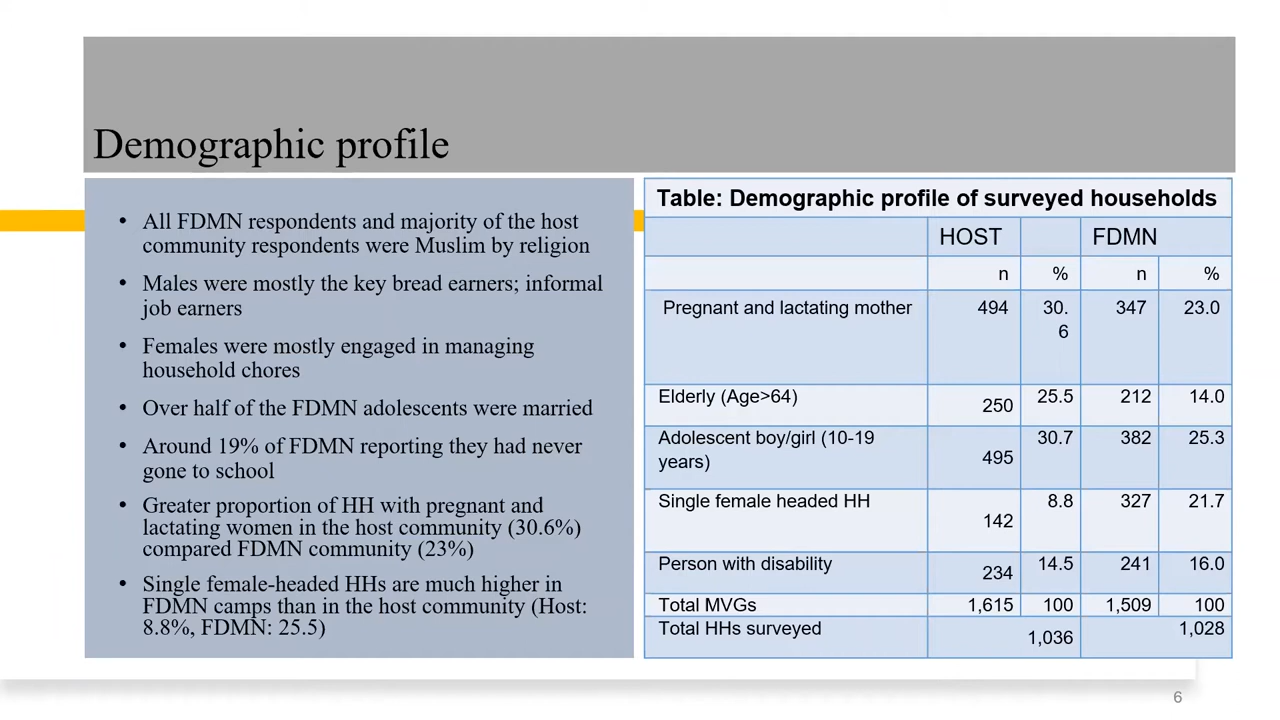 Demographic profile
• All FDMN respondents and majority of the host
community respondents were Muslim by religion
• Males were mostly the key bread earners; informal
job earners
• Females were mostly engaged in managing
household chores
• Over half of the FDMN adolescents were married
• Around 19% of FDMN reporting they had never
gone to school
• Greater proportion of HH with pregnant and
lactating women in the host community (30.6%)
compared FDMN community (23%)
• Single female-headed HHs are much higher in
FDMN camps than in the host community (Host:
8.8%, FDMN: 25.5)
Table: Demographic profile of surveyed households
HOST FDMN
n % n %
Pregnant and lactating mother 494 30. 347 23.0
6
Elderly (Age>64) 250 25.5 212 14.0
Adolescent boy/girl (10-19 495 30.7 382 25.3
years)
Single female headed HH 142 8.8 327 21.7
Person with disability 234 14.5 241 16.0
Total MVGs 1,615 100 1,509 100
Total HHs surveyed 1,036 1,028
6